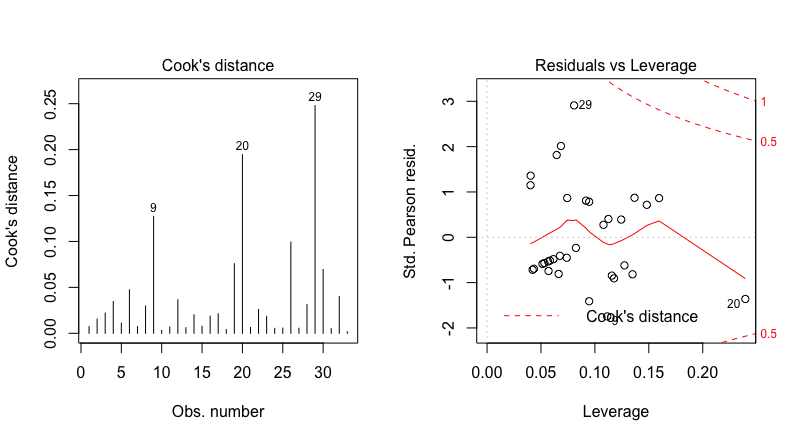 Cook's distance
Cook's distance
0.00 0.05 0.10 0.15 0.20 0.25
9
20
29
0 5 10 15 20 25 30
Obs. number
Residuals vs Leverage
Std. Pearson resid.
-2 -1 0 1 2 3
29
20
9
1
0.5
0.5
Cook's distance
0.00 0.05 0.10 0.15 0.20
Leverage